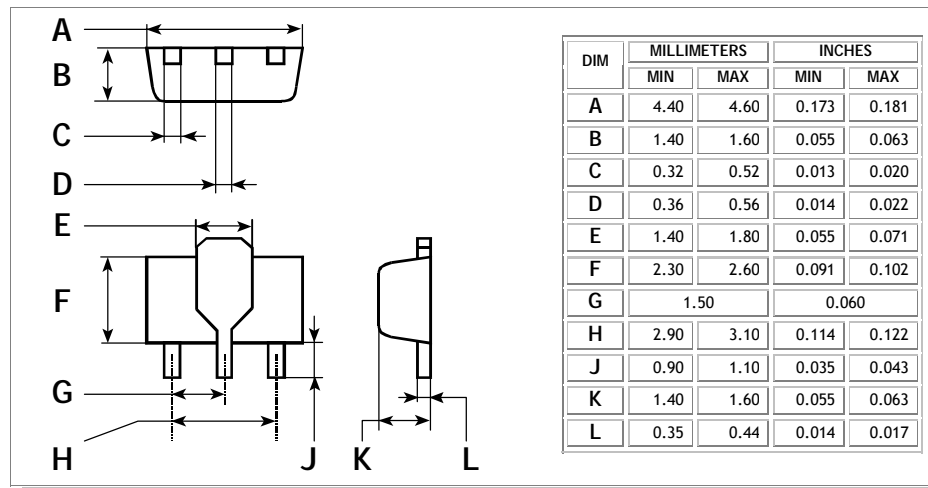 A
B
C
D
E
F
G
H J K L
DIM MILLIMETERS INCHES
MIN MAX MIN MAX
A 4.40 4.60 0.173 0.181
B 1.40 1.60 0.055 0.063
C 0.32 0.52 0.013 0.020
D 0.36 0.56 0.014 0.022
E 1.40 1.80 0.055 0.071
F 2.30 2.60 0.091 0.102
G 1.50 0.060
H 2.90 3.10 0.114 0.122
J 0.90 1.10 0.035 0.043
K 1.40 1.60 0.055 0.063
L 0.35 0.44 0.014 0.017